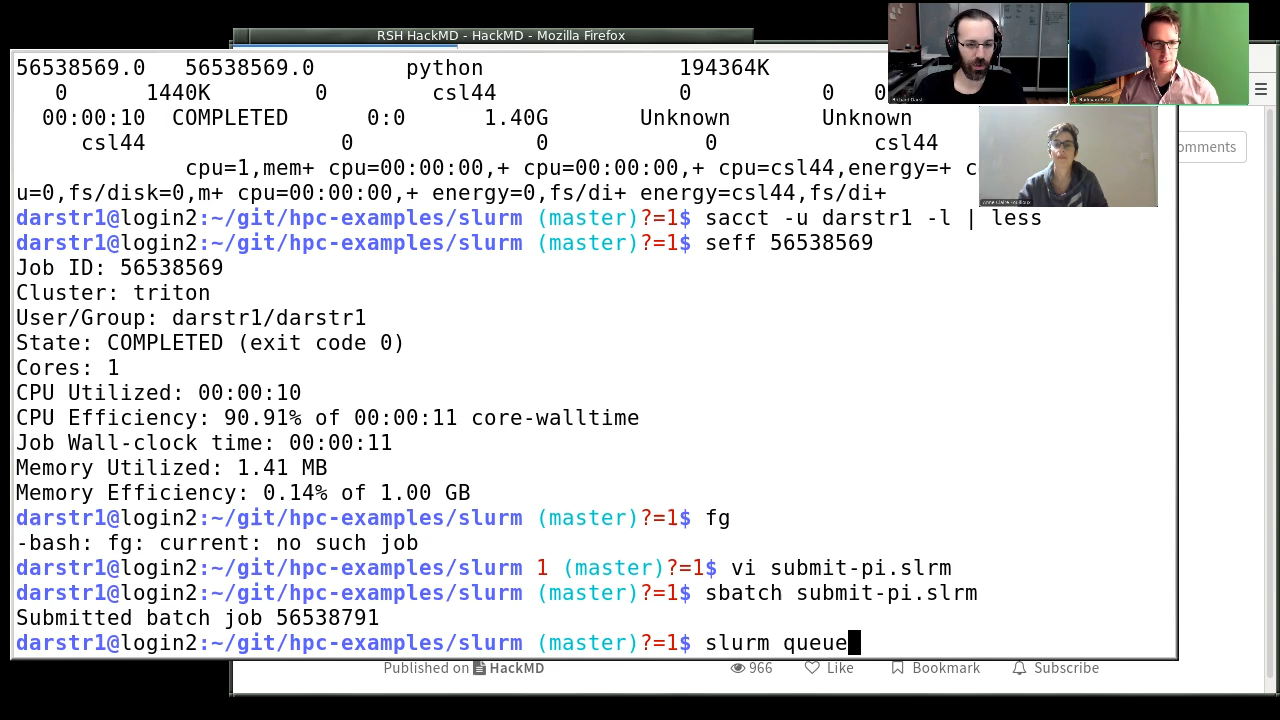 RSH HackMD - HackMD - Mozilla Firefox
56538569.0   56538569.0       python               194364K
0      1440K        0        csl44              0          0   0
00:00:10  COMPLETED      0:0      1.40G       Unknown       Unknown
csl44               0              0            0            csl44
cpu=1,mem+ cpu=00:00:00,+ cpu=00:00:00,+ cpu=csl44,energy=+ c
u=0,fs/disk=0,m+ cpu=00:00:00,+ energy=0,fs/di+ energy=csl44,fs/di+
darstr1@login2:~/git/hpc-examples/slurm (master)?=1$ sacct -u darstr1 -l | less
darstr1@login2:~/git/hpc-examples/slurm (master)?=1$ seff 56538569
Job ID: 56538569
Cluster: triton
User/Group: darstr1/darstr1
State: COMPLETED (exit code 0)
Cores: 1
CPU Utilized: 00:00:10
CPU Efficiency: 90.91% of 00:00:11 core-walltime
Job Wall-clock time: 00:00:11
Memory Utilized: 1.41 MB
Memory Efficiency: 0.14% of 1.00 GB
darstr1@login2:~/git/hpc-examples/slurm (master)?=1$ fg
-bash: fg: current: no such job
darstr1@login2:~/git/hpc-examples/slurm 1 (master)?=1$ vi submit-pi.slrm
darstr1@login2:~/git/hpc-examples/slurm (master)?=1$ sbatch submit-pi.slrm
Submitted batch job 56538791
darstr1@login2:~/git/hpc-examples/slurm (master)?=1$ slurm queue
omments
Published on HackMD
966 Like Bookmark Subscribe
Richard Darst